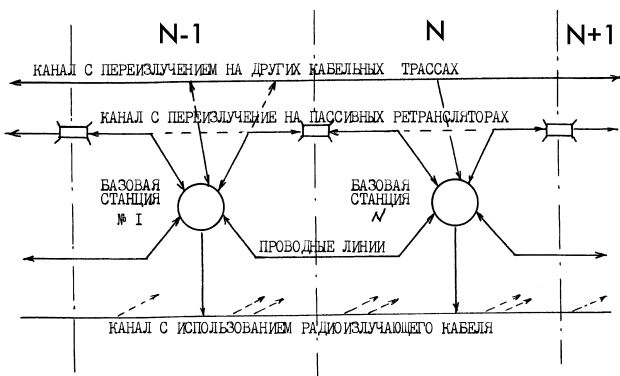 N-1
N
N+1
КАНАЛ С ПЕРЕИЗЛУЧЕНИЕМ НА ДРУГИХ КАБЕЛЬНЫХ ТРАССАХ
КАНАЛ С ПЕРЕИЗЛУЧЕНИЕ НА ПАССИВНЫХ РЕТРАНСЛЯТОРАХ
БАЗОВАЯ
СТАНЦИЯ
№ I
БАЗОВАЯ
СТАНЦИЯ
N
ПРОВОДНЫЕ ЛИНИИ
КАНАЛ С ИСПОЛЬЗОВАНИЕМ РАДИОИЗЛУЧАЮЩЕГО КАБЕЛЯ